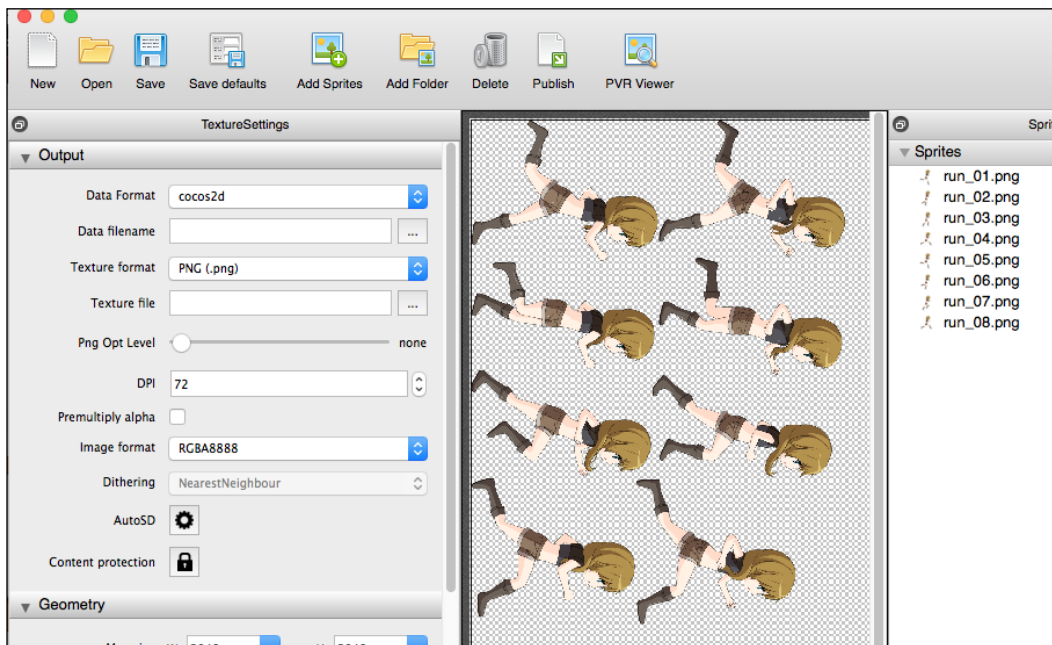 New Open Save Save defaults Add Sprites Add Folder Delete Publish PVR Viewer
TextureSettings
Output
Data Format cocos2d
Data filename ...
Texture format PNG (.png)
Texture file ...
Png Opt Level none
DPI 72
Premultiply alpha
Image format RGBA8888
Dithering NearestNeighbour
AutoSD
Content protection
Geometry
Sprites
run_01.png
run_02.png
run_03.png
run_04.png
run_05.png
run_06.png
run_07.png
run_08.png